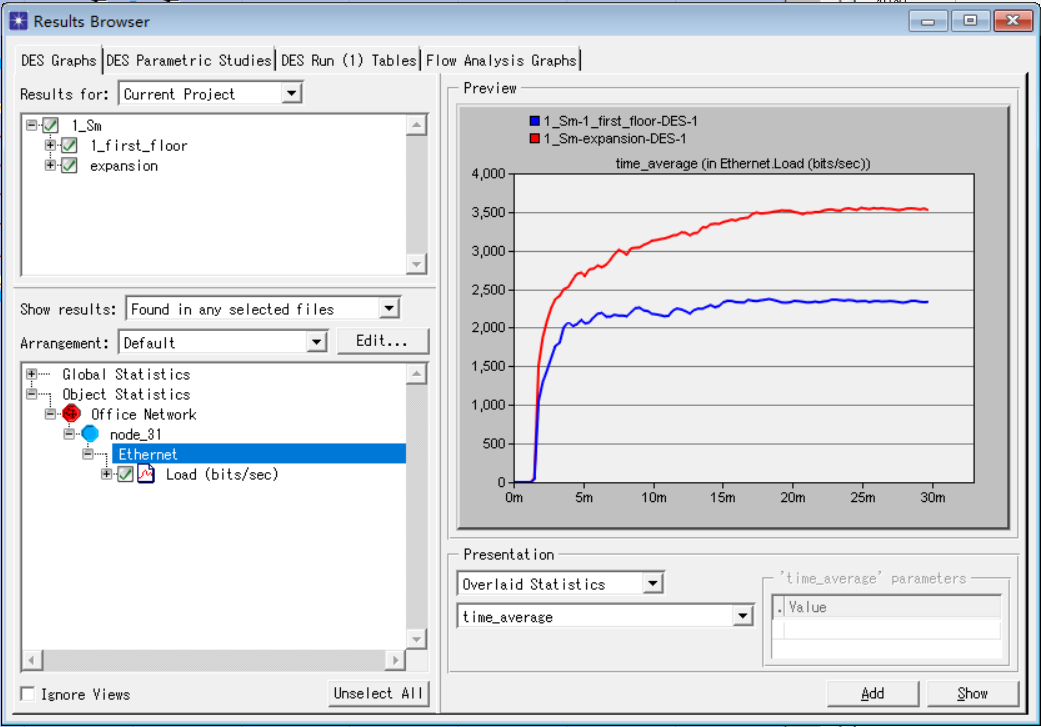 Results Browser
DES Graphs
DES Parametric Studies
DES Run (1) Tables
Flow Analysis Graphs
Results for:
Current Project
1_Sm
1_first_floor
expansion
Show results:
Found in any selected files
Arrangement:
Default
Edit...
Global Statistics
Object Statistics
Office Network
node_31
Ethernet
Load (bits/sec)
Ignore Views
Unselect All
Preview
1_Sm-1_first_floor-DES-1
1_Sm-expansion-DES-1
time_average (in Ethernet.Load (bits/sec))
4,000
3,500
3,000
2,500
2,000
1,500
1,000
500
0
0m
5m
10m
15m
20m
25m
30m
Presentation
Overlaid Statistics
time_average
'time_average' parameters
. Value
Add
Show